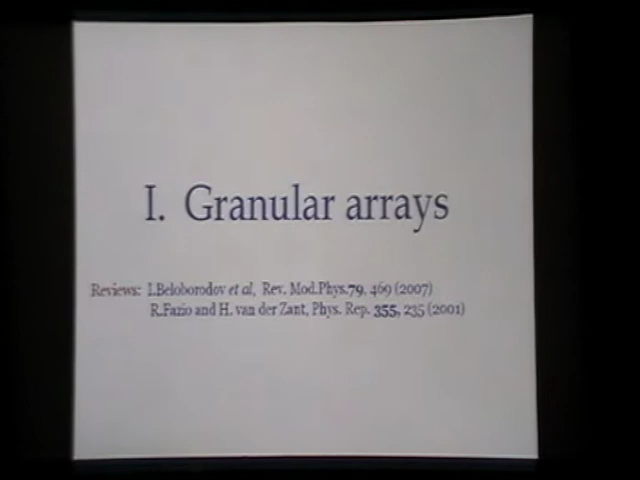 I. Granular arrays
Reviews: I.Beloborodov et al, Rev. Mod.Phys.79, 469 (2007)
R.Fazio and H. van der Zant, Phys. Rep. 355, 235 (2001)